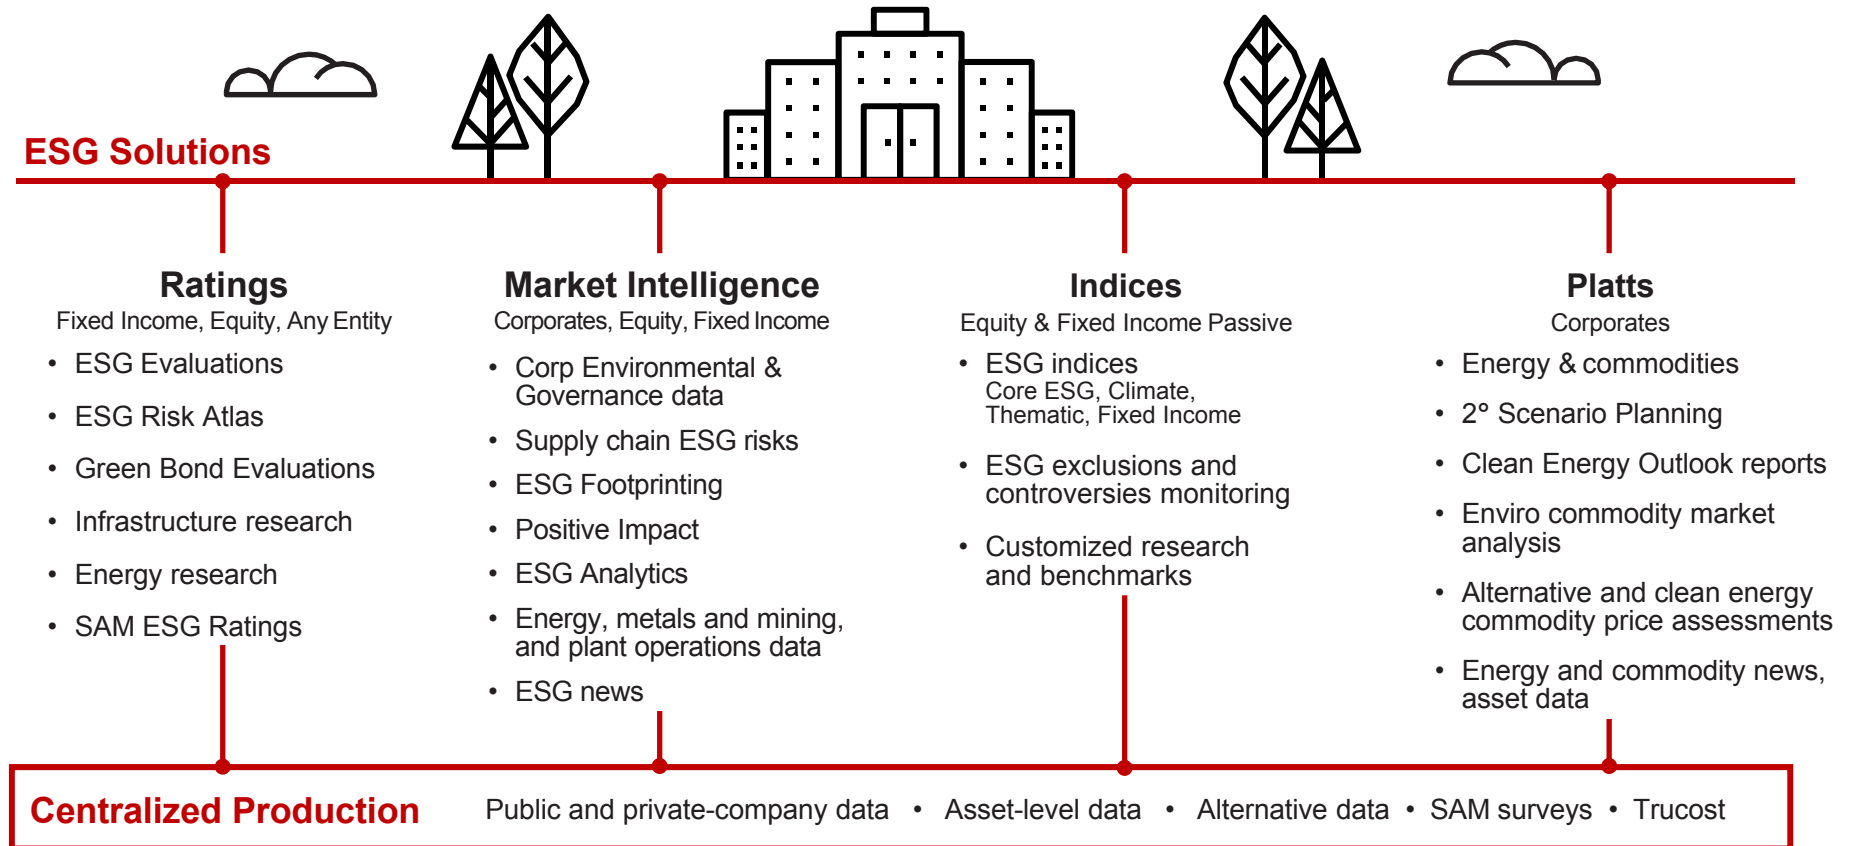 ESG Solutions
Ratings
Fixed Income, Equity, Any Entity
• ESG Evaluations
• ESG Risk Atlas
• Green Bond Evaluations
• Infrastructure research
• Energy research
• SAM ESG Ratings
Market Intelligence
Corporates, Equity, Fixed Income
• Corp Environmental &
Governance data
• Supply chain ESG risks
• ESG Footprinting
• Positive Impact
• ESG Analytics
• Energy, metals and mining,
and plant operations data
• ESG news
Indices
Equity & Fixed Income Passive
• ESG indices
Core ESG, Climate,
Thematic, Fixed Income
• ESG exclusions and
controversies monitoring
• Customized research
and benchmarks
Platts
Corporates
• Energy & commodities
• 2° Scenario Planning
• Clean Energy Outlook reports
• Enviro commodity market
analysis
• Alternative and clean energy
commodity price assessments
• Energy and commodity news,
asset data
Centralized Production
Public and private-company data • Asset-level data • Alternative data • SAM surveys • Trucost